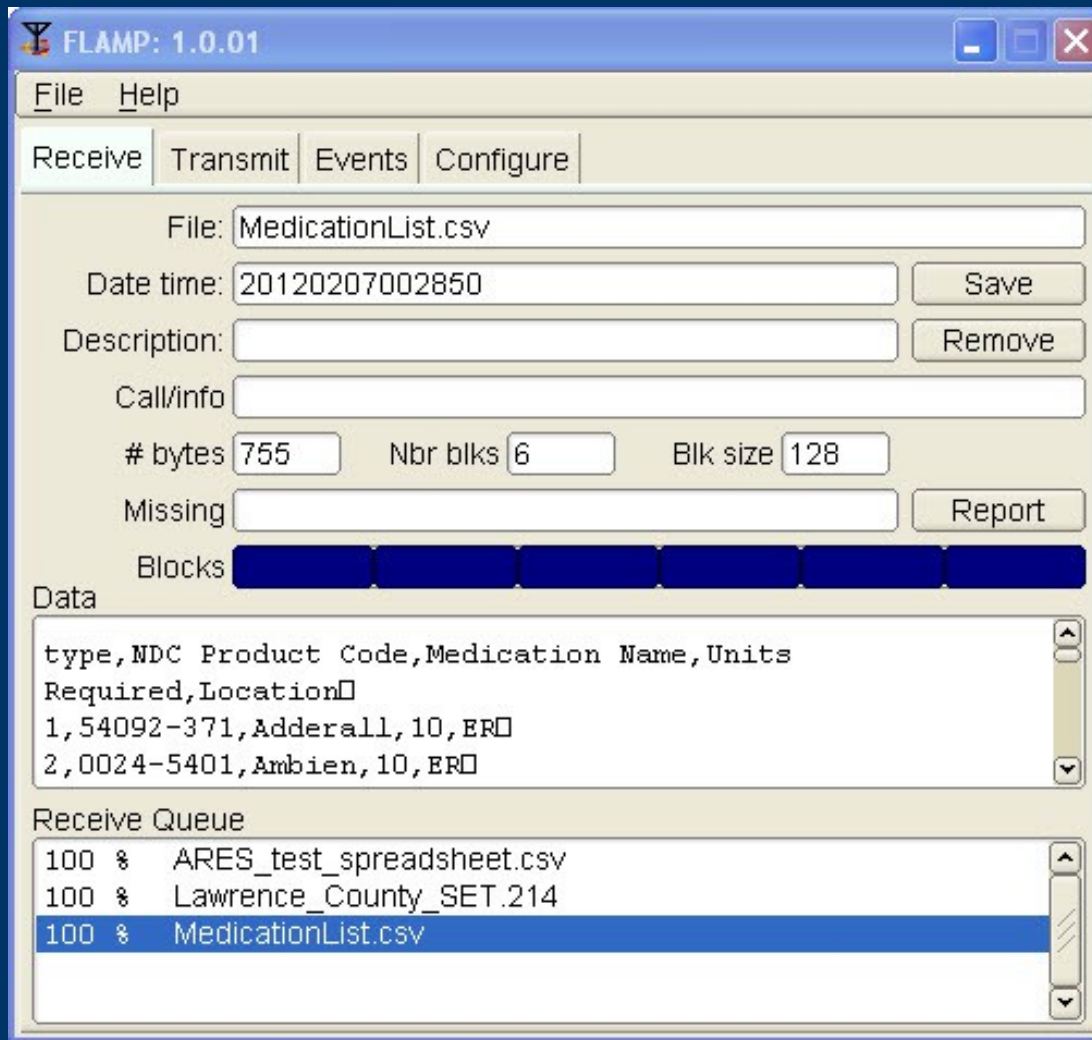 FLAMP: 1.0.01
File Help
Receive Transmit Events Configure
File: MedicationList.csv
Date time: 20120207002850 Save
Description: Remove
Call/info
# bytes 755 Nbr blks 6 Blk size 128
Missing Report
Blocks
Data
type,NDC Product Code,Medication Name,Units
Required,Location□
1,54092-371,Adderall,10,ER□
2,0024-5401,Ambien,10,ER□
Receive Queue
100 % ARES_test_spreadsheet.csv
100 % Lawrence_County_SET.214
100 % MedicationList.csv